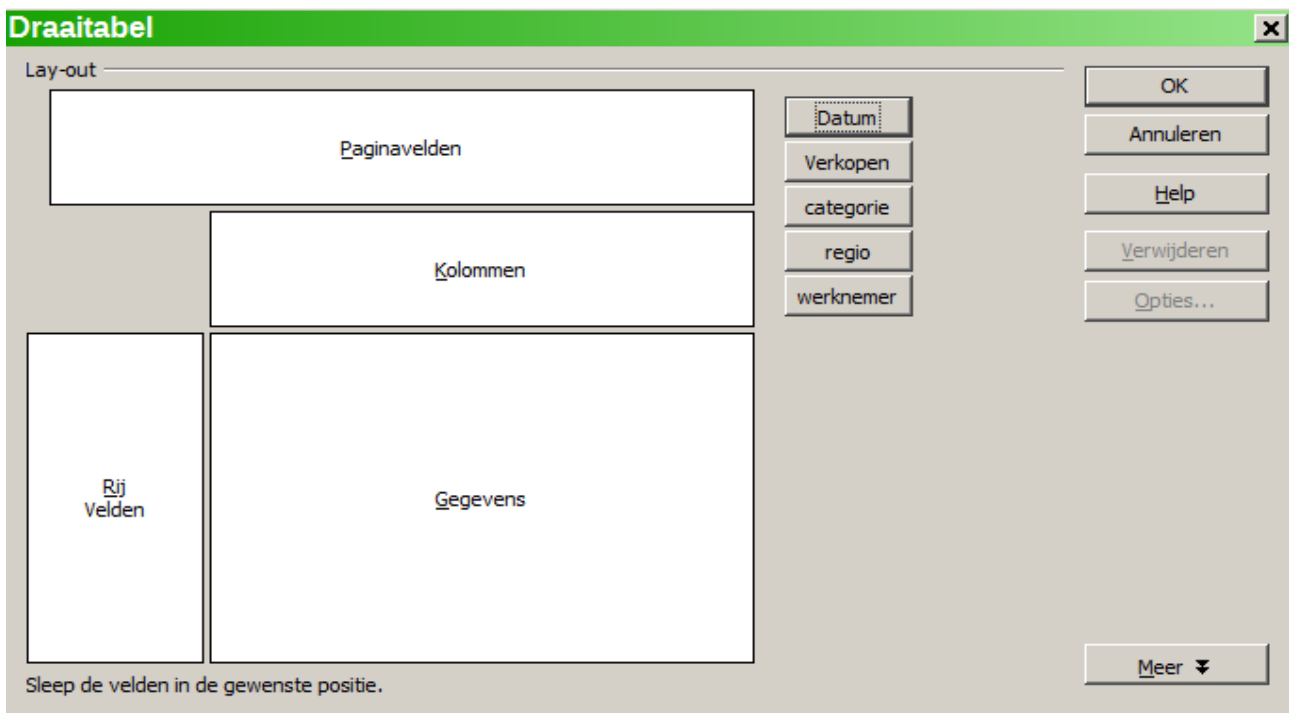 Draaitabel
Lay-out
Paginavelden
Kolommen
Rij
Velden
Gegevens
Datum
Verkopen
categorie
regio
werknemer
OK
Annuleren
Help
Verwijderen
Opties...
Meer
Sleep de velden in de gewenste positie.